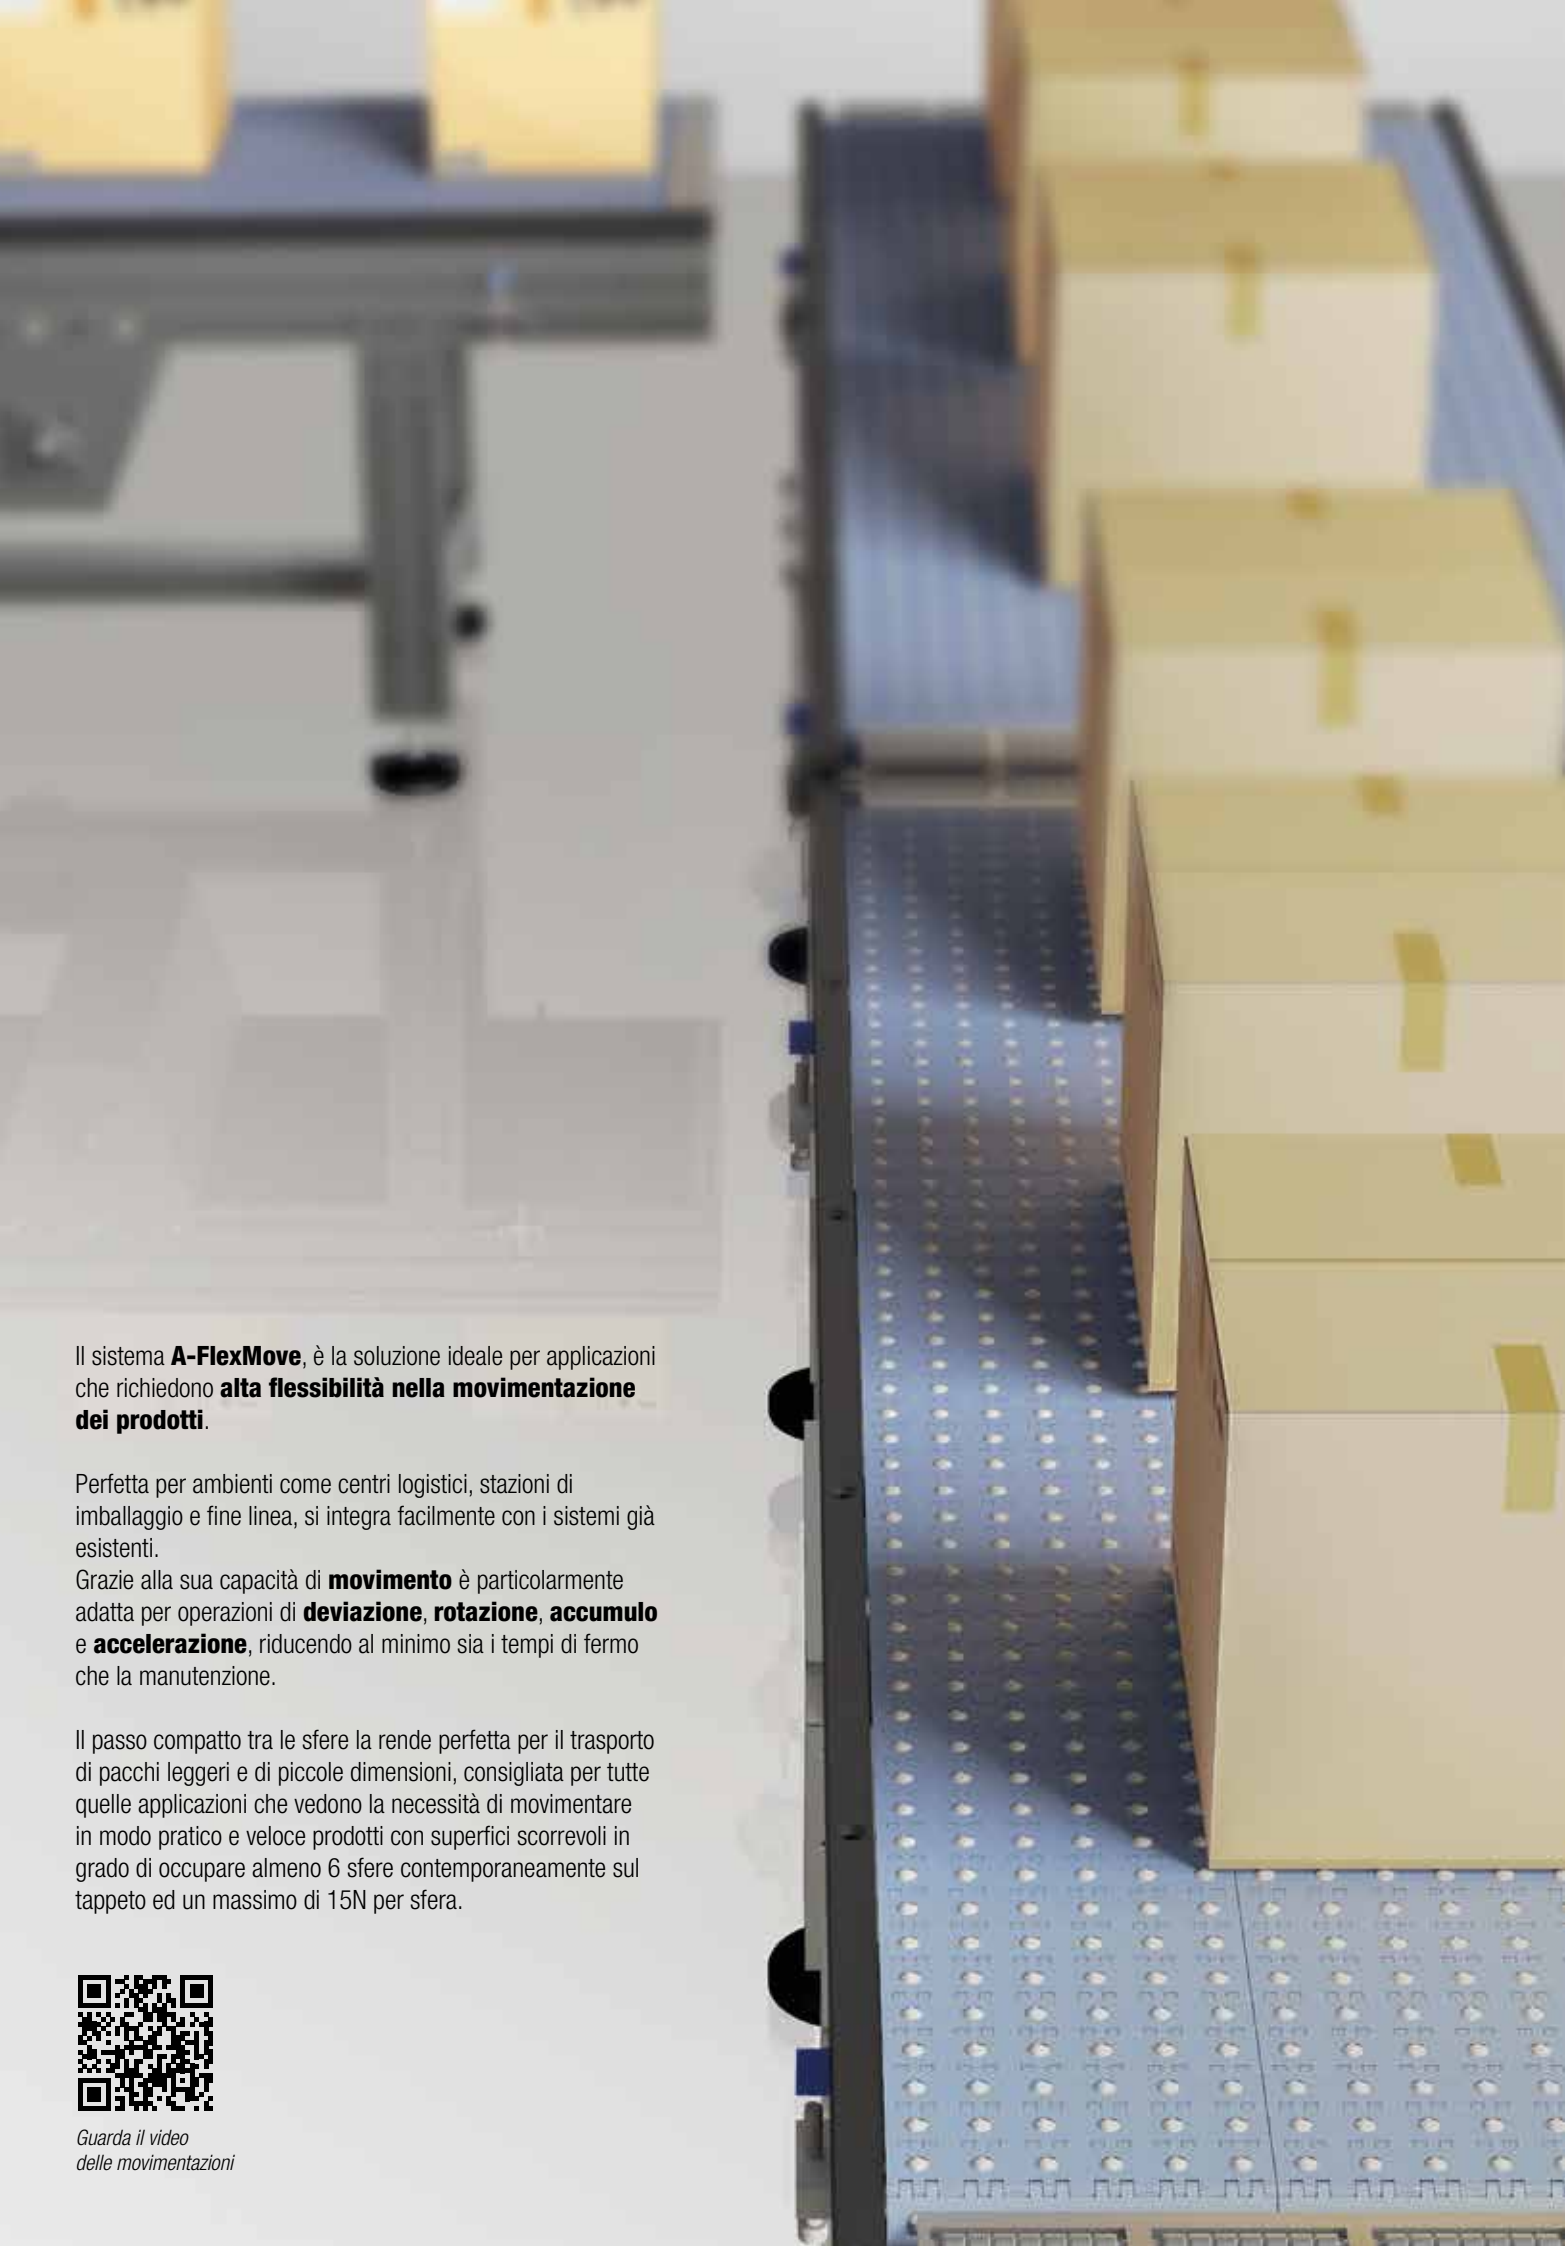 Il sistema A-FlexMove, è la soluzione ideale per applicazioni
che richiedono alta flessibilità nella movimentazione
dei prodotti.
Perfetta per ambienti come centri logistici, stazioni di
imballaggio e fine linea, si integra facilmente con i sistemi già
esistenti.
Grazie alla sua capacità di movimento è particolarmente
adatta per operazioni di deviazione, rotazione, accumulo
e accelerazione, riducendo al minimo sia i tempi di fermo
che la manutenzione.
Il passo compatto tra le sfere la rende perfetta per il trasporto
di pacchi leggeri e di piccole dimensioni, consigliata per tutte
quelle applicazioni che vedono la necessità di movimentare
in modo pratico e veloce prodotti con superfici scorrevoli in
grado di occupare almeno 6 sfere contemporaneamente sul
tappeto ed un massimo di 15N per sfera.
Guarda il video
delle movimentazioni